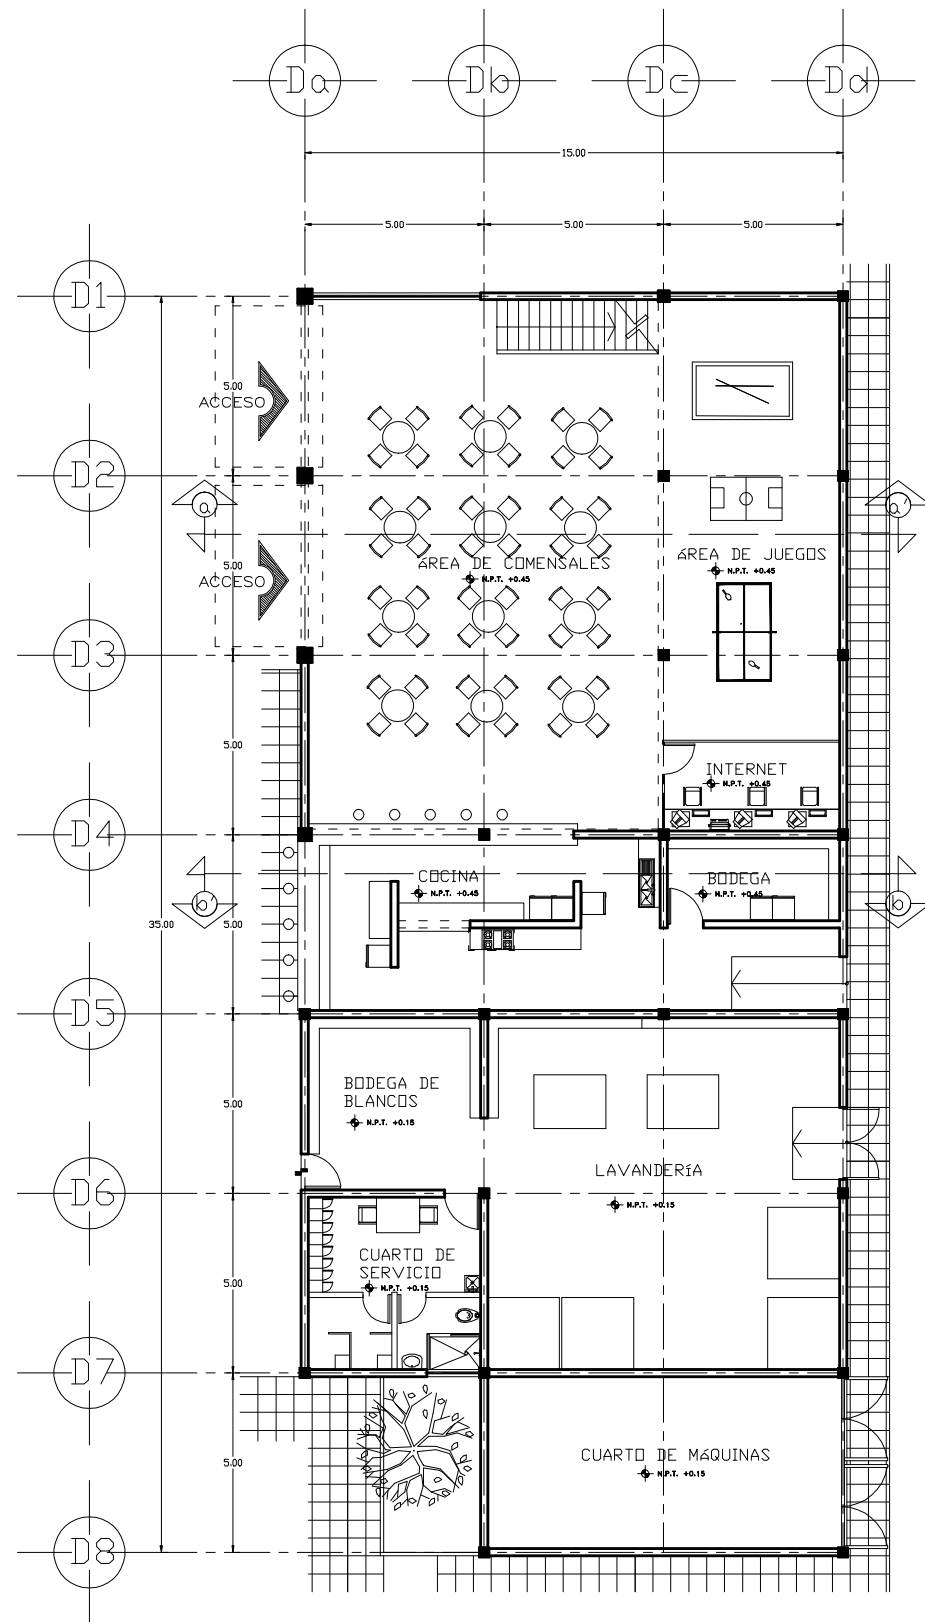 Da
Db
Dc
Dd
15.00
5.00
5.00
5.00
D1
5.00
ACCESO
D2
a'
a'
ÁREA DE COMENSALES
N.P.T. +0.45
ÁREA DE JUEGOS
N.P.T. +0.45
5.00
ACCESO
D3
5.00
INTERNET
N.P.T. +0.45
D4
COCINA
N.P.T. +0.45
BODEGA
N.P.T. +0.45
b'
b
35.00
5.00
D5
BODEGA DE
BLANCOS
N.P.T. +0.15
5.00
LAVANDERíA
N.P.T. +0.15
D6
CUARTO DE
SERVICIO
N.P.T. +0.15
5.00
D7
CUARTO DE MáQUINAS
N.P.T. +0.15
5.00
D8